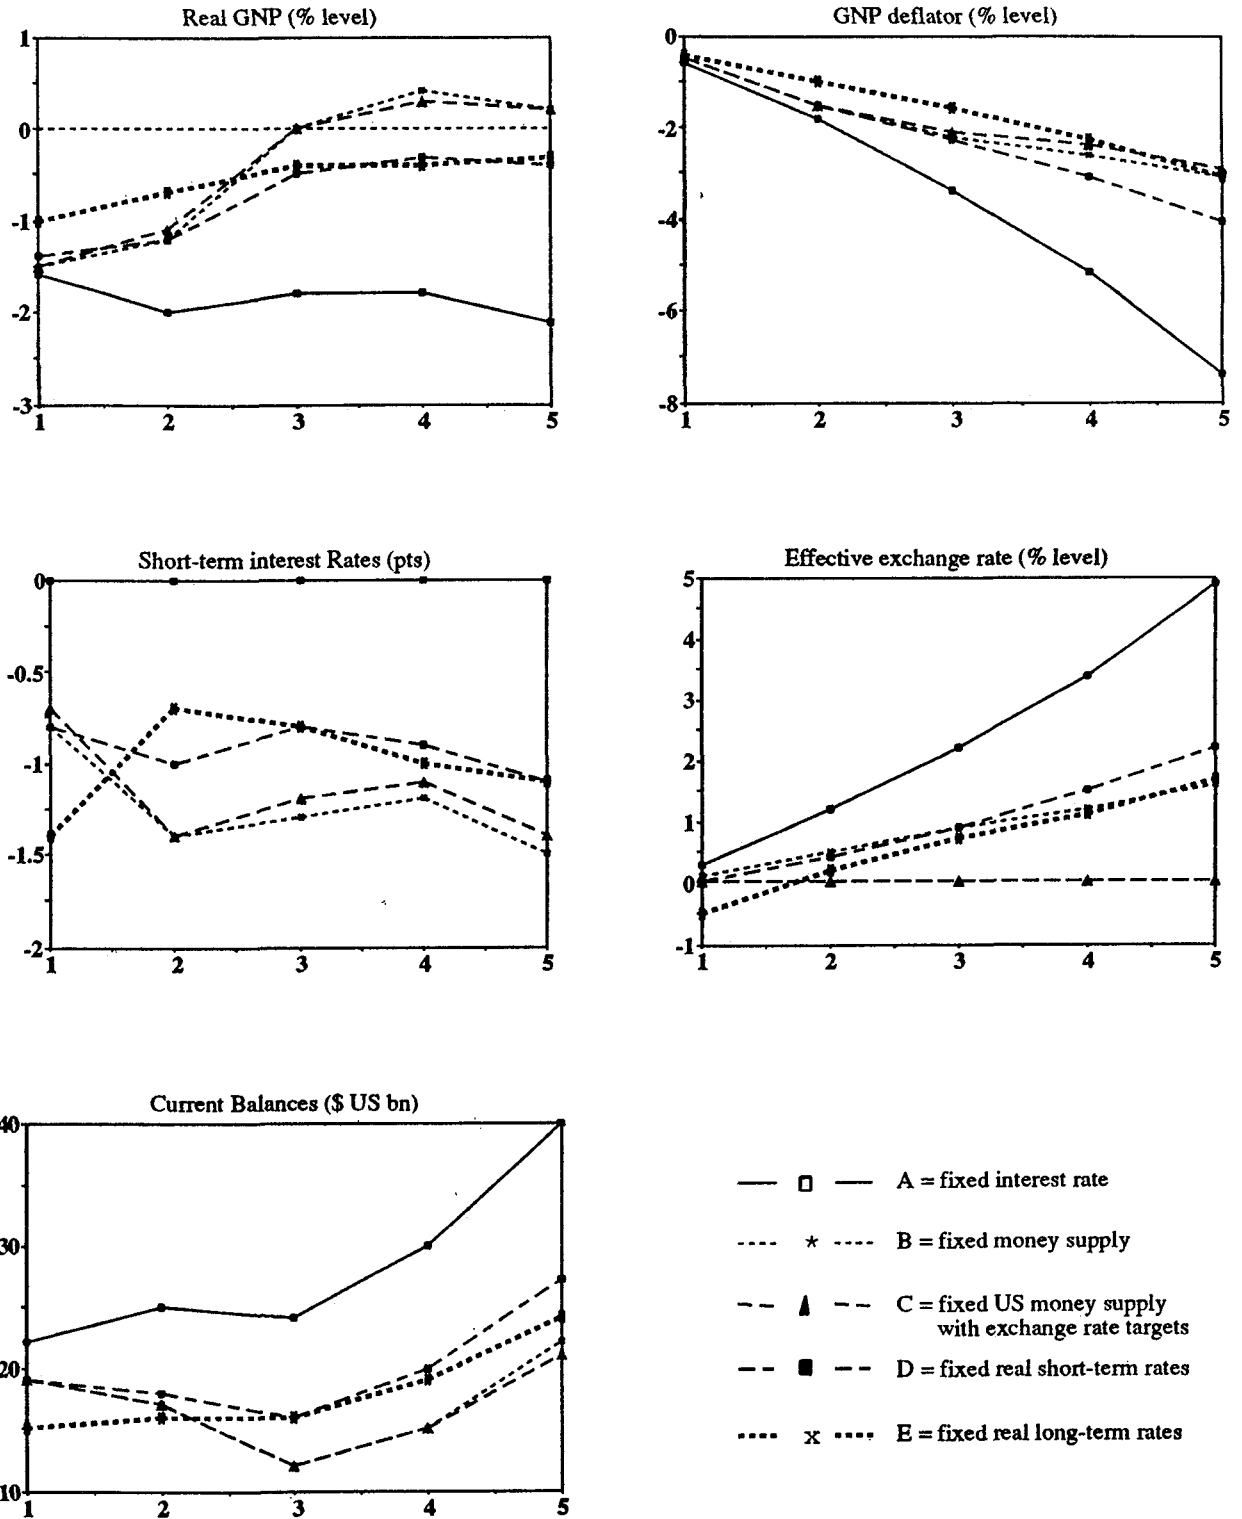 Real GNP (% level)
1
0
-1
-2
-3
1 2 3 4 5
GNP deflator (% level)
0
-2
-4
-6
-8
1 2 3 4 5
Short-term interest Rates (pts)
0
-0.5
-1
-1.5
-2
1 2 3 4 5
Effective exchange rate (% level)
5
4
3
2
1
0
-1
1 2 3 4 5
Current Balances ($ US bn)
40
30
20
10
1 2 3 4 5
A = fixed interest rate
* B = fixed money supply
C = fixed US money supply
with exchange rate targets
D = fixed real short-term rates
x E = fixed real long-term rates